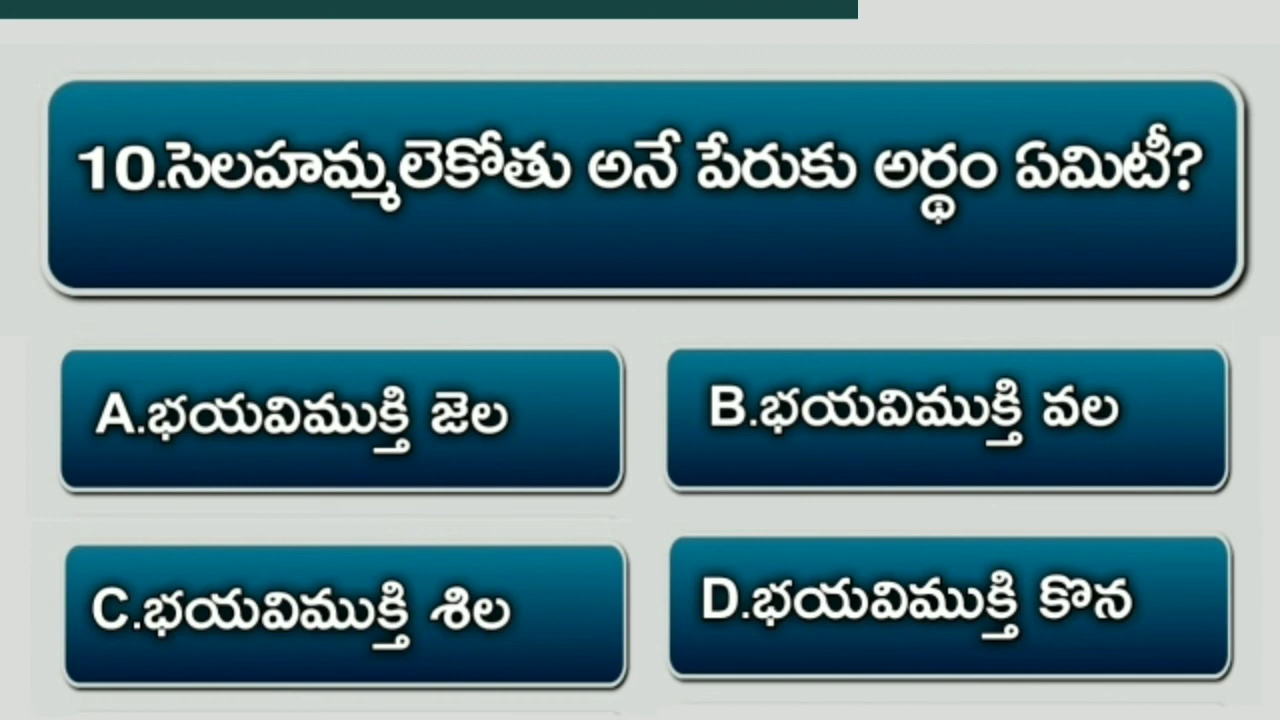 10.సెలహమ్మలెకోతు అనే పేరుకు అర్థం ఏమిటీ?
A.భయవిముక్తి జెల
B.భయవిముక్తి వల
C.భయవిముక్తి శిల
D.భయవిముక్తి కొన